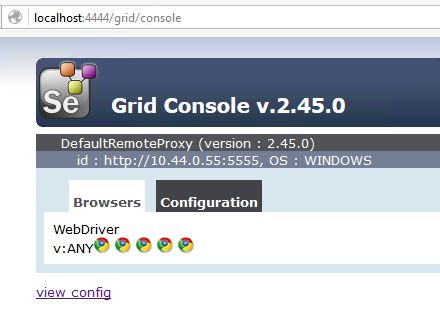 localhost:4444/grid/console
Se
Grid Console v.2.45.0
DefaultRemoteProxy (version : 2.45.0)
id : http://10.44.0.55:5555, OS : WINDOWS
Browsers Configuration
WebDriver
v:ANY
view config